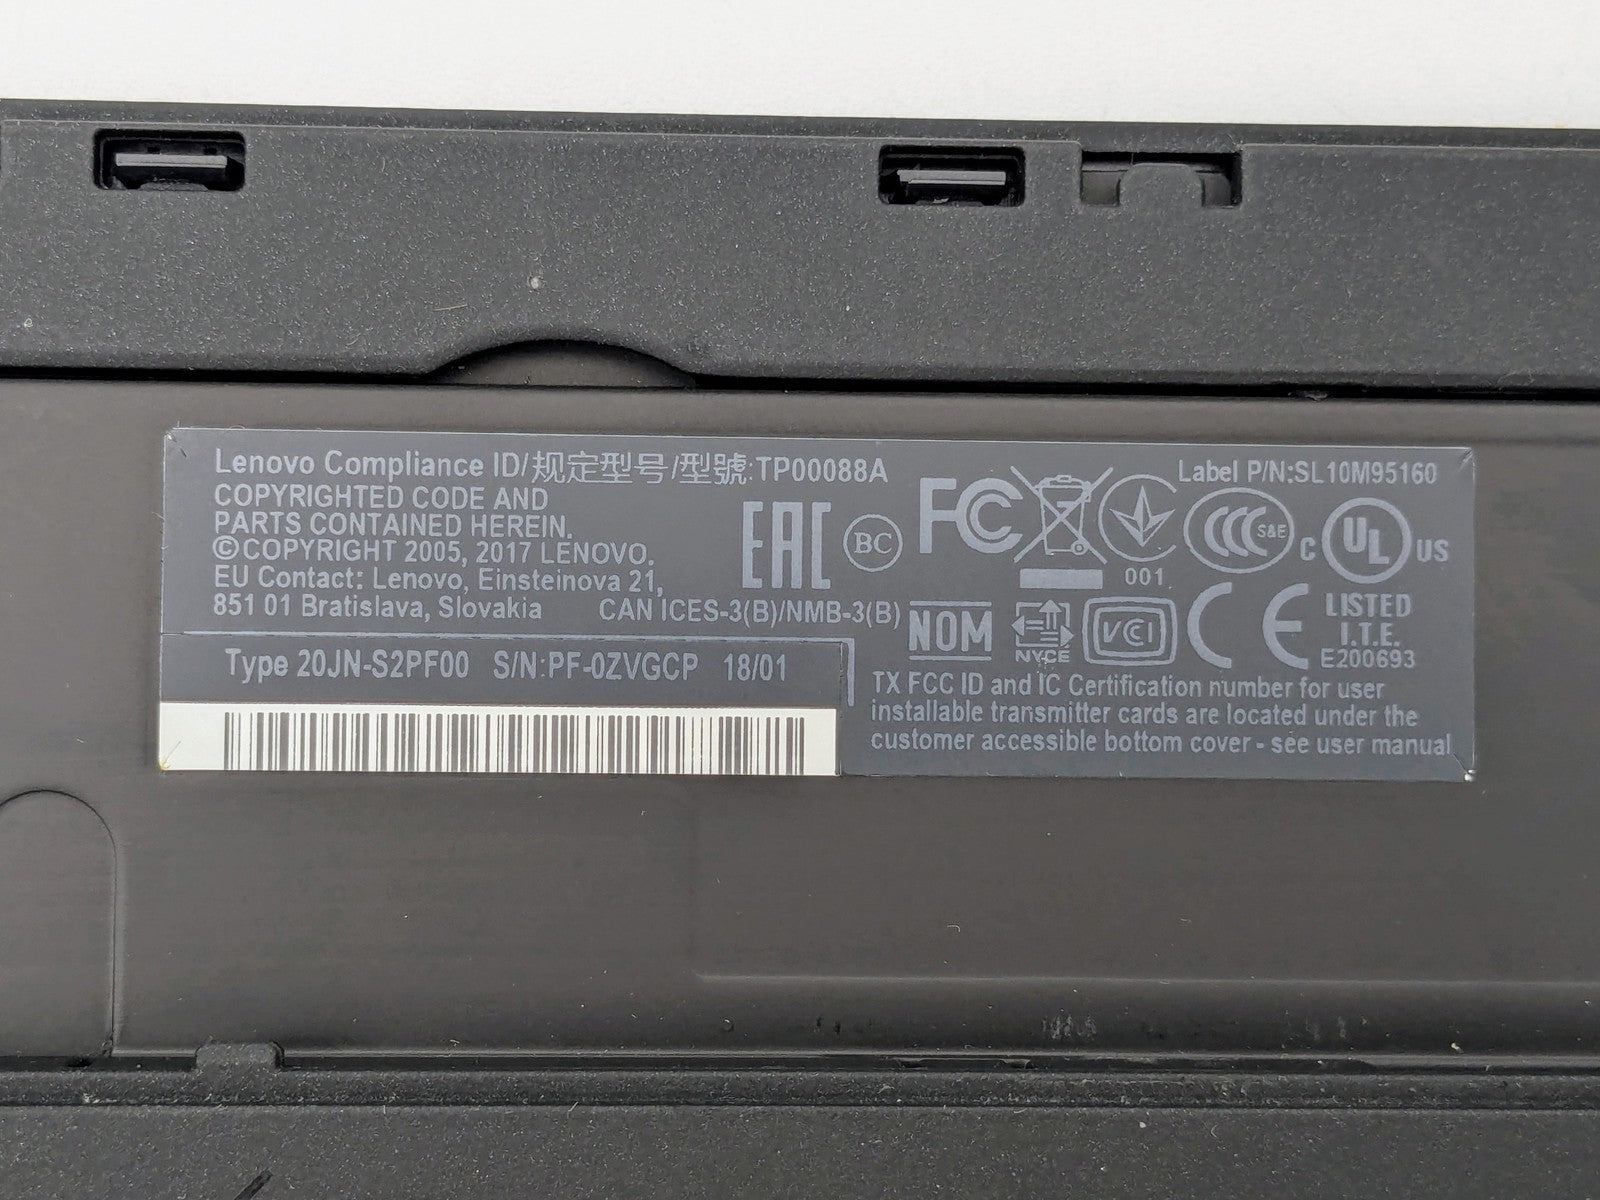 Lenovo Compliance ID/规定型号/型號:TP00088A
COPYRIGHTED CODE AND
PARTS CONTAINED HEREIN.
©COPYRIGHT 2005, 2017 LENOVO.
EU Contact: Lenovo, Einsteinova 21,
851 01 Bratislava, Slovakia
CAN ICES-3(B)/NMB-3(B)
Label P/N:SL10M95160
EAC
BC
FC
001
CCC S&E
C UL US
NOM
NYCE
VCI
CE
LISTED
I.T.E.
E200693
Type 20JN-S2PF00 S/N:PF-0ZVGCP 18/01
TX FCC ID and IC Certification number for user
installable transmitter cards are located under the
customer accessible bottom cover - see user manual